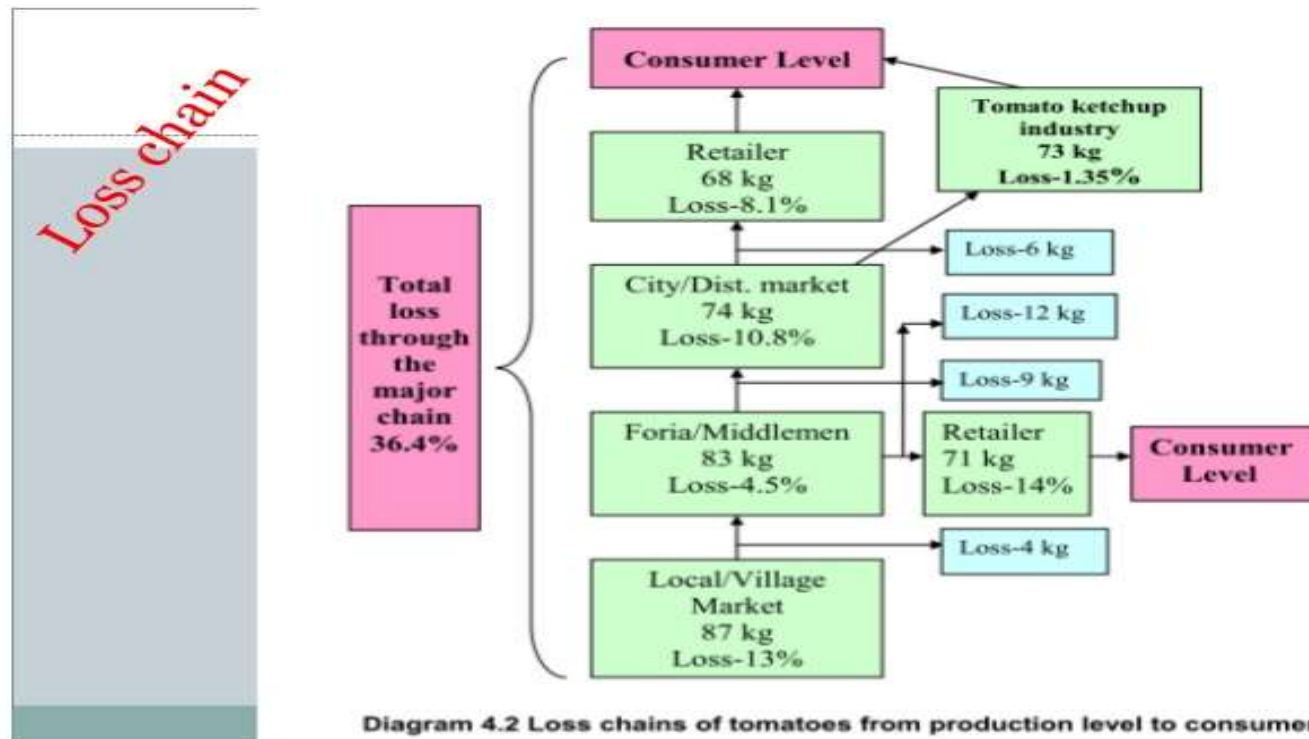 Loss chain
Consumer Level
Tomato ketchup
industry
73 kg
Loss-1.35%
Retailer
68 kg
Loss-8.1%
Loss-6 kg
Total
loss
through
the
major
chain
36.4%
City/Dist. market
74 kg
Loss-10.8%
Loss-12 kg
Loss-9 kg
Foria/Middlemen
83 kg
Loss-4.5%
Retailer
71 kg
Loss-14%
Consumer
Level
Loss-4 kg
Local/Village
Market
87 kg
Loss-13%
Diagram 4.2 Loss chains of tomatoes from production level to consumer